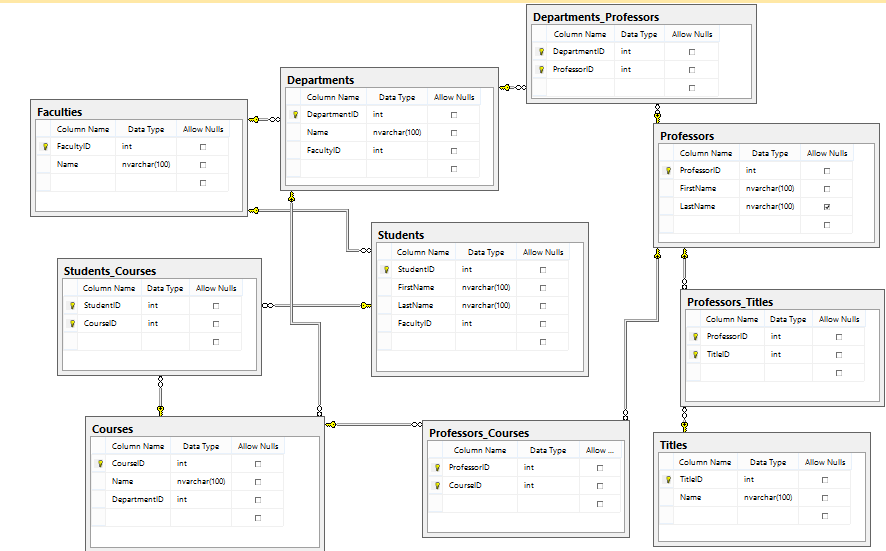 Departments_Professors
Column Name Data Type Allow Nulls
DepartmentID int
ProfessorID int
Departments
Column Name Data Type Allow Nulls
DepartmentID int
Name nvarchar(100)
FacultyID int
Faculties
Column Name Data Type Allow Nulls
FacultyID int
Name nvarchar(100)
Professors
Column Name Data Type Allow Nulls
ProfessorID int
FirstName nvarchar(100)
LastName nvarchar(100)
Students
Column Name Data Type Allow Nulls
StudentID int
FirstName nvarchar(100)
LastName nvarchar(100)
FacultyID int
Students_Courses
Column Name Data Type Allow Nulls
StudentID int
CourseID int
Professors_Titles
Column Name Data Type Allow Nulls
ProfessorID int
TitleID int
Courses
Column Name Data Type Allow Nulls
CourseID int
Name nvarchar(100)
DepartmentID int
Professors_Courses
Column Name Data Type Allow ...
ProfessorID int
CourseID int
Titles
Column Name Data Type Allow Nulls
TitleID int
Name nvarchar(100)